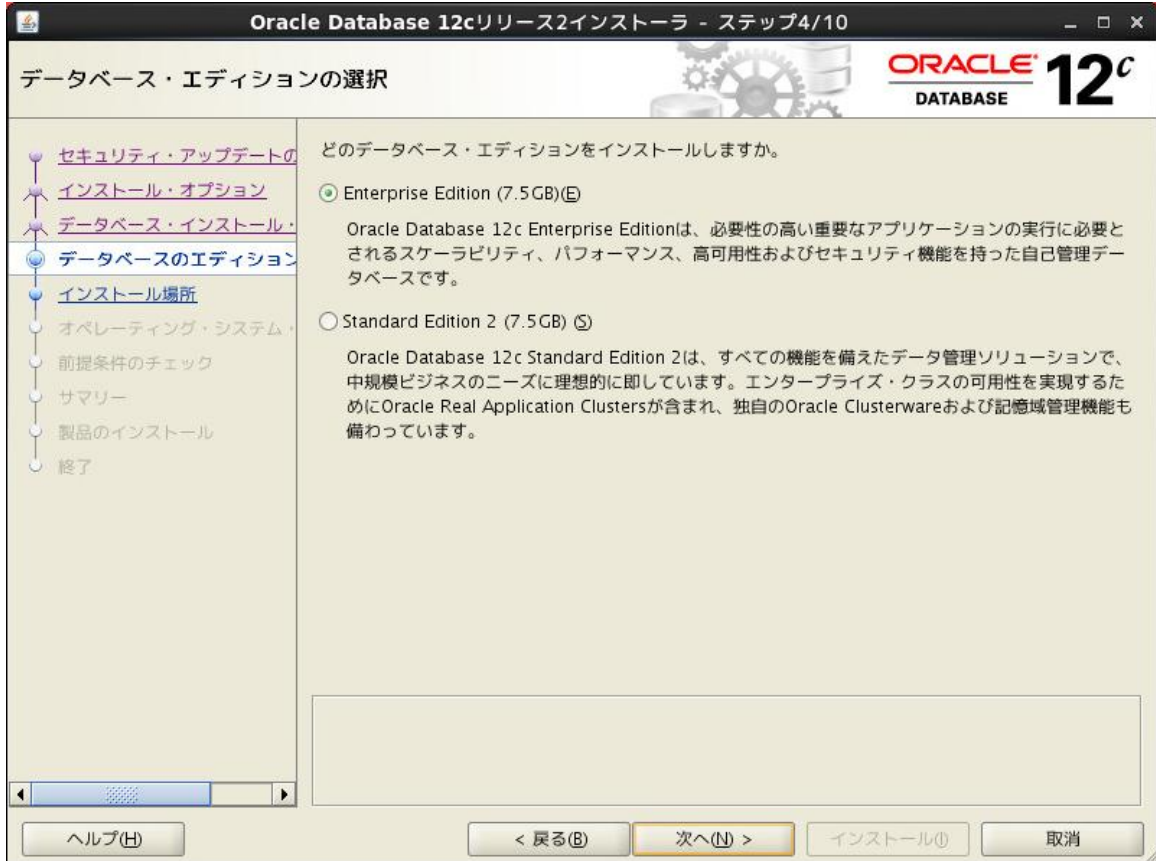 Oracle Database 12cリリース2インストーラ - ステップ4/10
データベース・エディションの選択
ORACLE
DATABASE
12c
セキュリティ・アップデートの
インストール・オプション
データベース・インストール・
データベースのエディション
インストール場所
オペレーティング・システム・
前提条件のチェック
サマリー
製品のインストール
終了
どのデータベース・エディションをインストールしますか。
Enterprise Edition (7.5GB)(E)
Oracle Database 12c Enterprise Editionは、必要性の高い重要なアプリケーションの実行に必要と
されるスケーラビリティ、パフォーマンス、高可用性およびセキュリティ機能を持った自己管理デー
タベースです。
Standard Edition 2 (7.5GB) (S)
Oracle Database 12c Standard Edition 2は、すべての機能を備えたデータ管理ソリューションで、
中規模ビジネスのニーズに理想的に即しています。エンタープライズ・クラスの可用性を実現するた
めにOracle Real Application Clustersが含まれ、独自のOracle Clusterwareおよび記憶域管理機能も
備わっています。
ヘルプ(H)
< 戻る(B)
次へ(N) >
インストール(I)
取消